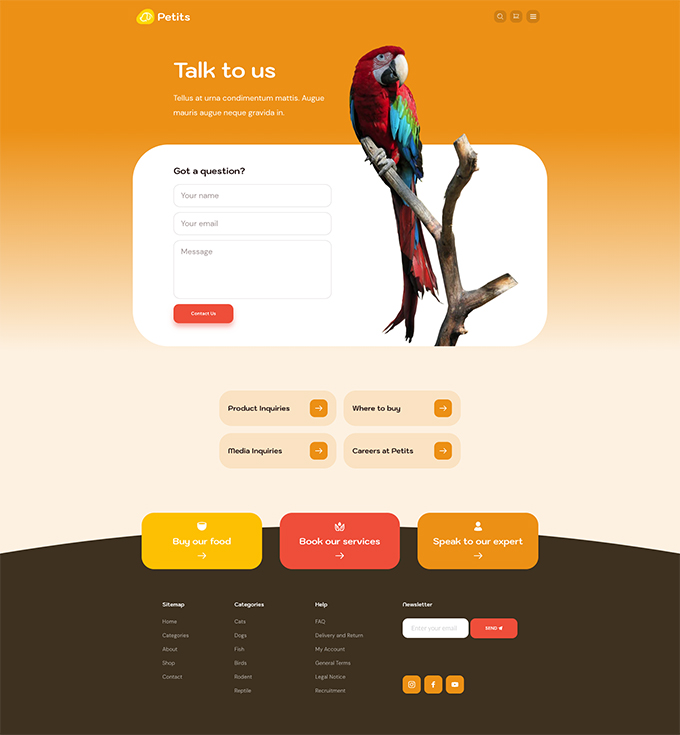 Petits
Talk to us
Tellus at urna condimentum mattis. Augue
mauris augue neque gravida in.
Got a question?
Your name
Your email
Message
Contact Us
Product Inquiries
Where to buy
Media Inquiries
Careers at Petits
Buy our food
Book our services
Speak to our expert
Sitemap
Home
Categories
About
Shop
Contact
Categories
Cats
Dogs
Fish
Birds
Rodent
Reptile
Help
FAQ
Delivery and Return
My Account
General Terms
Legal Notice
Recruitment
Newsletter
Enter your email
SEND